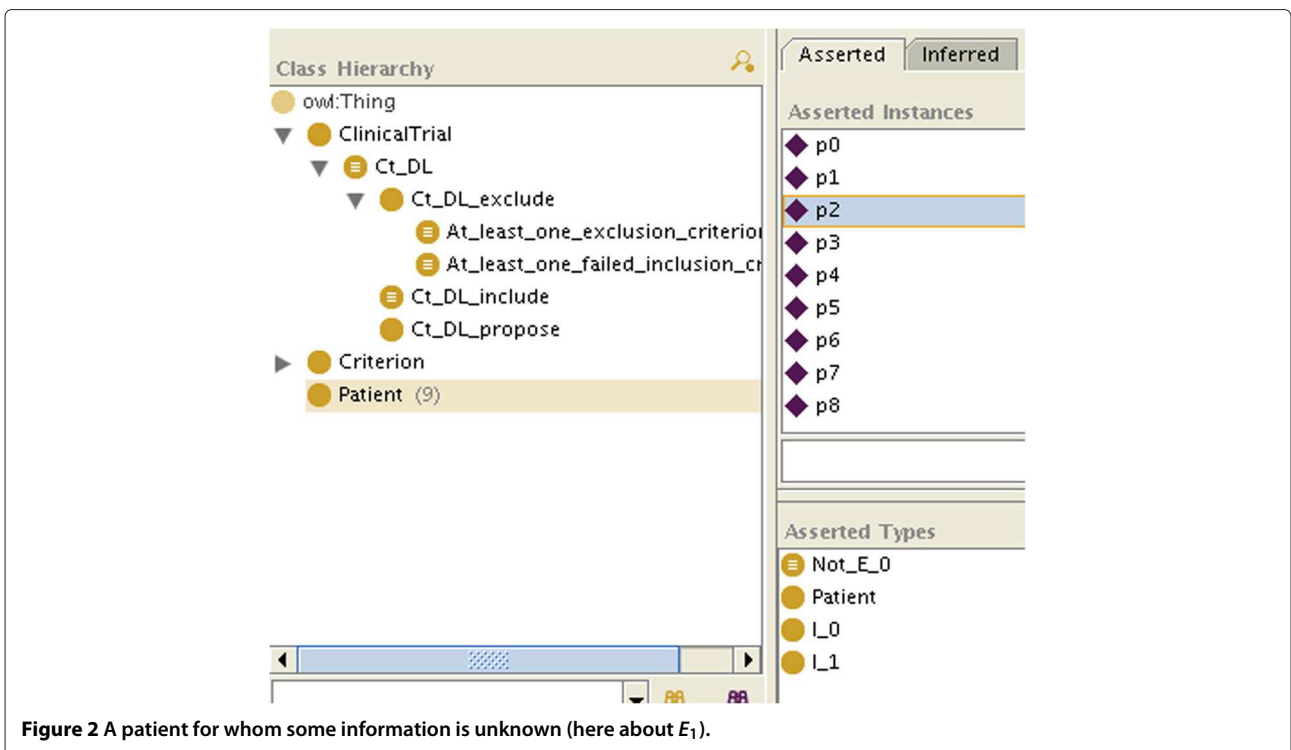 Class Hierarchy
owl:Thing
ClinicalTrial
Ct_DL
Ct_DL_exclude
At_least_one_exclusion_criterion
At_least_one_failed_inclusion_cr
Ct_DL_include
Ct_DL_propose
Criterion
Patient (9)
Asserted Inferred
Asserted Instances
p0
p1
p2
p3
p4
p5
p6
p7
p8
Asserted Types
Not_E_0
Patient
I_0
I_1
Figure 2 A patient for whom some information is unknown (here about E1).